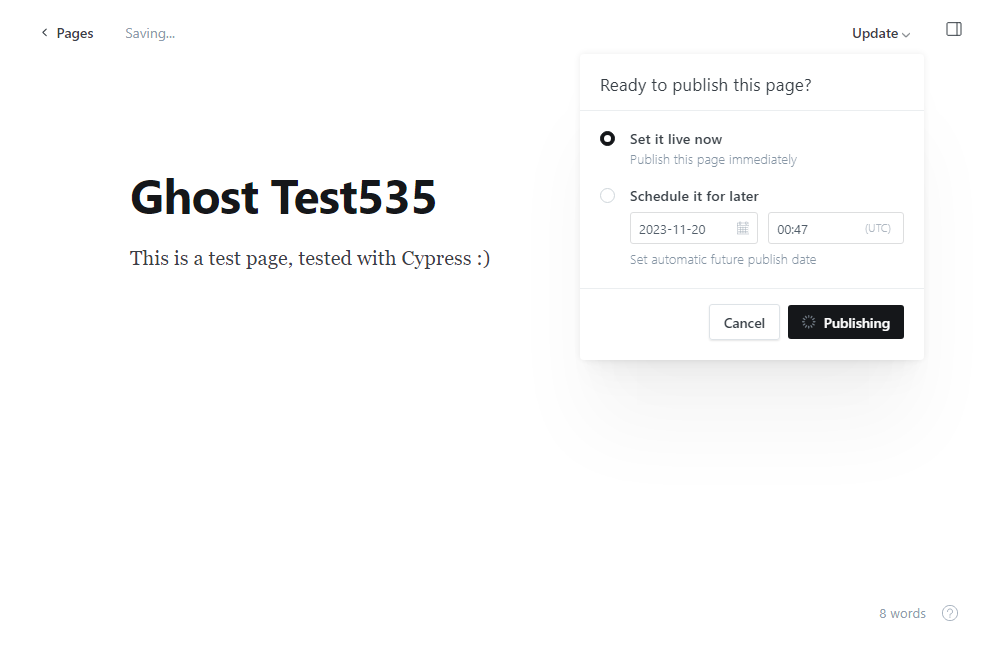 Pages Saving... Update
Ready to publish this page?
Set it live now
Publish this page immediately
Schedule it for later
2023-11-20 00:47 (UTC)
Set automatic future publish date
Cancel Publishing
Ghost Test535
This is a test page, tested with Cypress :)
8 words ?